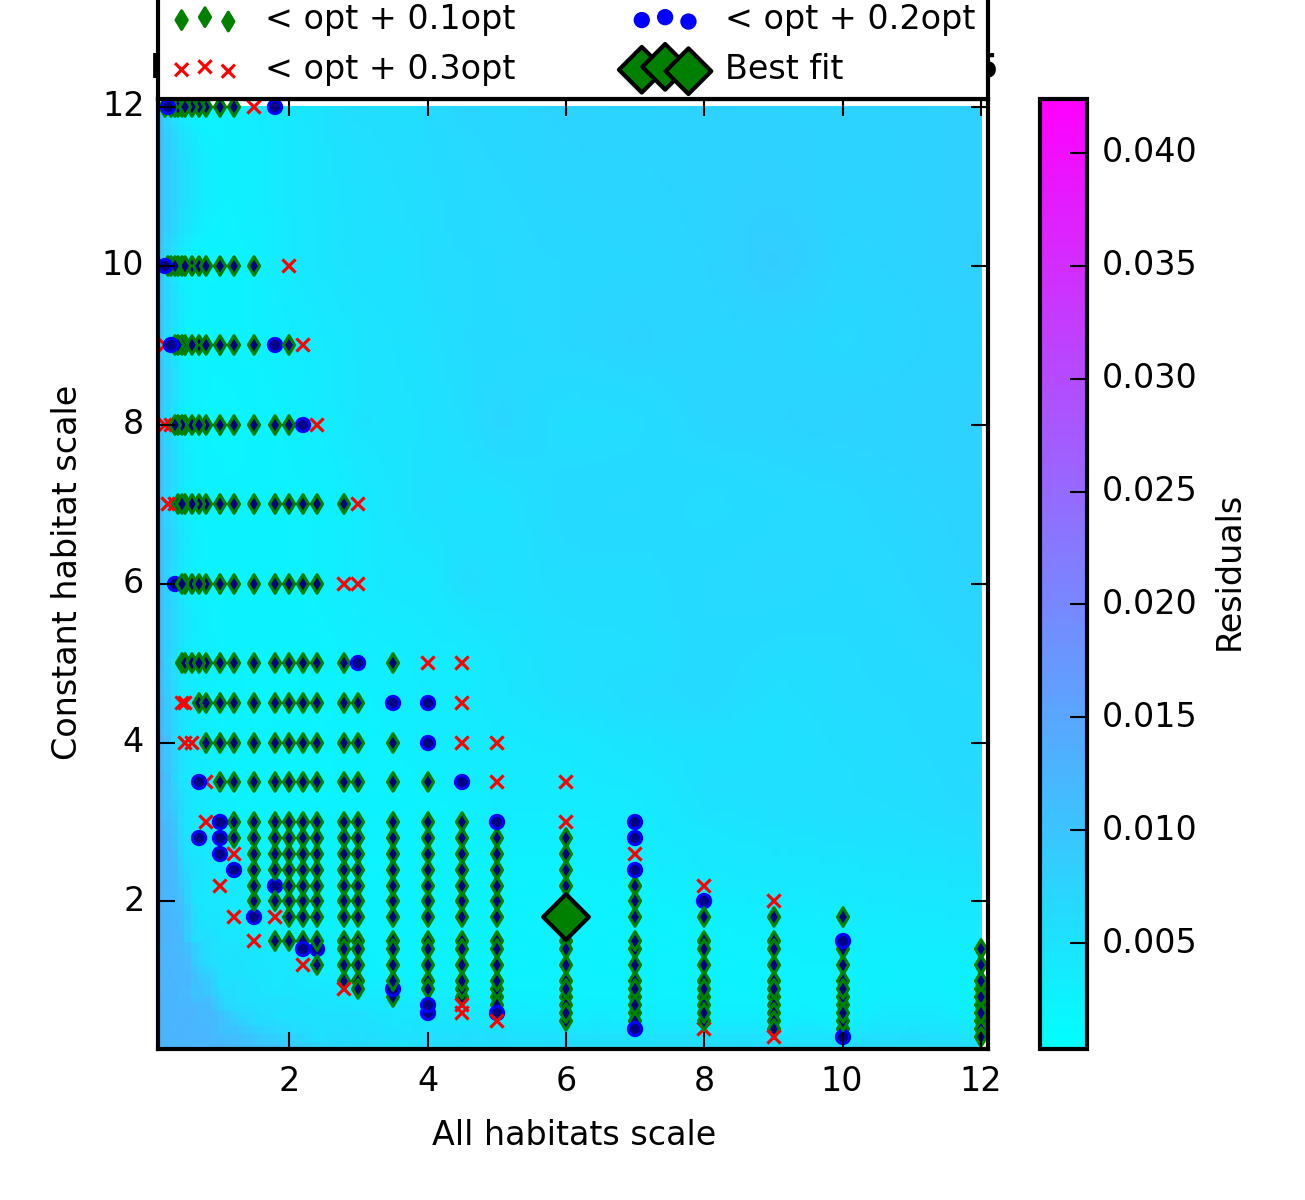 < opt + 0.1opt
< opt + 0.2opt
< opt + 0.3opt
Best fit
12
10
8
6
4
2
Constant habitat scale
2
4
6
8
10
12
All habitats scale
0.040
0.035
0.030
0.025
0.020
0.015
0.010
0.005
Residuals